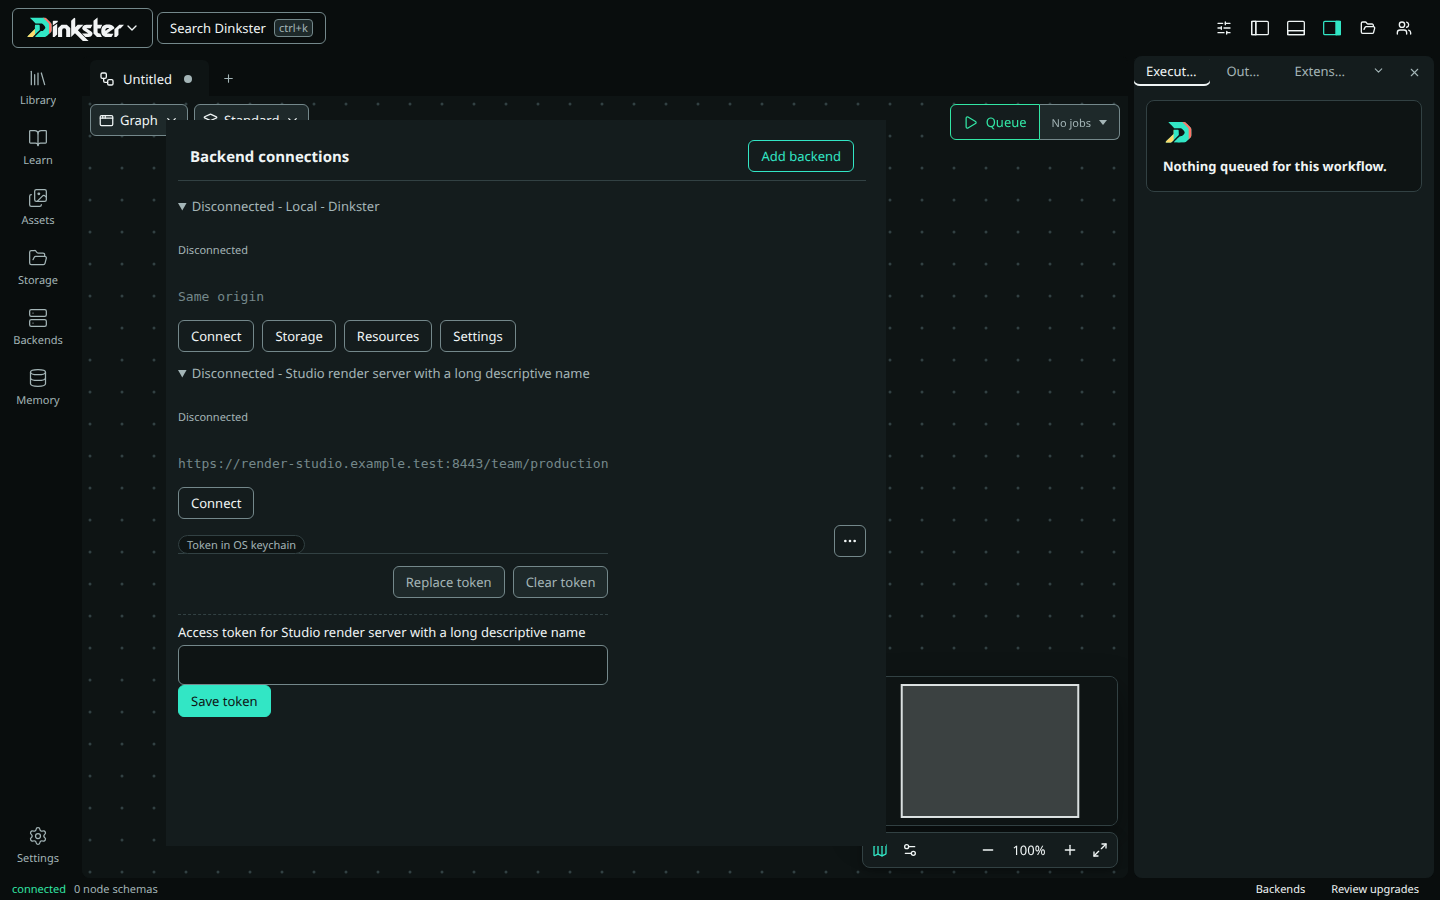 Dinkster
Search Dinkster ctrl+k
Library
Learn
Assets
Storage
Backends
Memory
Settings
Untitled
Graph
Standard
Queue No jobs
Backend connections
Add backend
Disconnected - Local - Dinkster
Disconnected
Same origin
Connect Storage Resources Settings
Disconnected - Studio render server with a long descriptive name
Disconnected
https://render-studio.example.test:8443/team/production
Connect
Token in OS keychain
Replace token Clear token
Access token for Studio render server with a long descriptive name
Save token
100%
Execut... Out... Extens...
Nothing queued for this workflow.
connected 0 node schemas
Backends Review upgrades